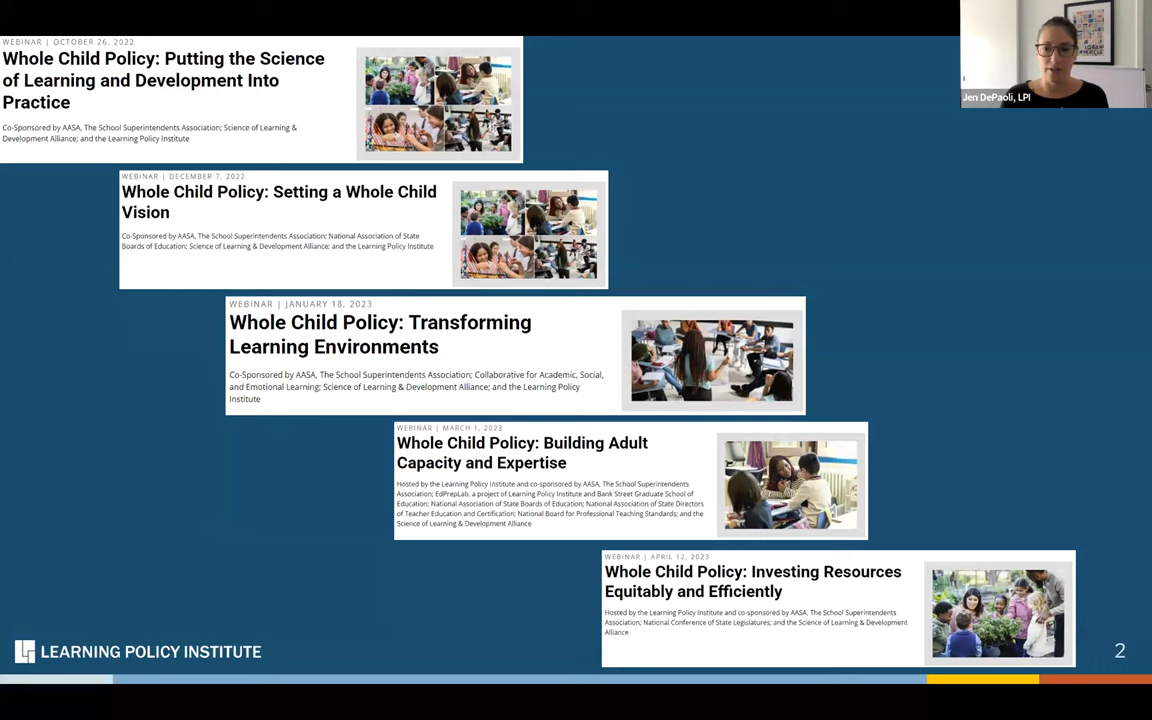 WEBINAR | OCTOBER 26, 2022
Whole Child Policy: Putting the Science
of Learning and Development Into
Practice
Co-Sponsored by AASA, The School Superintendents Association; Science of Learning &
Development Alliance; and the Learning Policy Institute
Jen DePaoli, LPI
WEBINAR | DECEMBER 7, 2022
Whole Child Policy: Setting a Whole Child
Vision
Co-Sponsored by AASA, The School Superintendents Association; National Association of State
Boards of Education; Science of Learning & Development Alliance; and the Learning Policy Institute
WEBINAR | JANUARY 18, 2023
Whole Child Policy: Transforming
Learning Environments
Co-Sponsored by AASA, The School Superintendents Association; Collaborative for Academic, Social,
and Emotional Learning; Science of Learning & Development Alliance; and the Learning Policy
Institute
WEBINAR | MARCH 1, 2023
Whole Child Policy: Building Adult
Capacity and Expertise
Hosted by the Learning Policy Institute and co-sponsored by AASA, The School Superintendents
Association; EdPrepLab, a project of Learning Policy Institute and Bank Street Graduate School of
Education; National Association of State Boards of Education; National Association of State Directors
of Teacher Education and Certification; National Board for Professional Teaching Standards; and the
Science of Learning & Development Alliance
WEBINAR | APRIL 12, 2023
Whole Child Policy: Investing Resources
Equitably and Efficiently
Hosted by the Learning Policy Institute and co-sponsored by AASA, The School Superintendents
Association; National Conference of State Legislatures; and the Science of Learning & Development
Alliance
LEARNING POLICY INSTITUTE
2